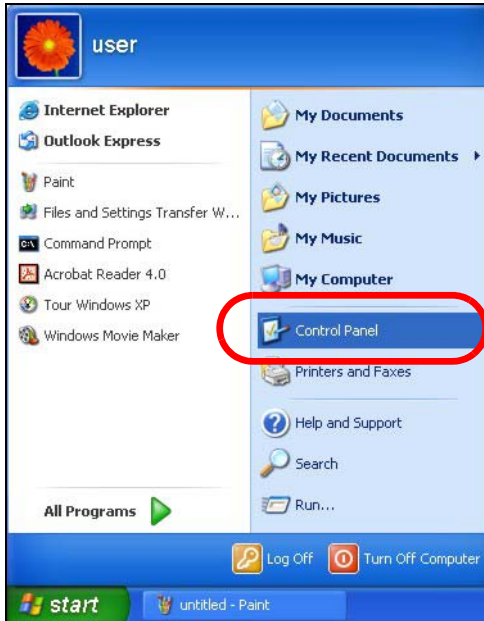 user
Internet Explorer
Outlook Express
Paint
Files and Settings Transfer W...
Command Prompt
Acrobat Reader 4.0
Tour Windows XP
Windows Movie Maker
All Programs
My Documents
My Recent Documents
My Pictures
My Music
My Computer
Control Panel
Printers and Faxes
Help and Support
Search
Run...
Log Off
Turn Off Computer
start
untitled - Paint